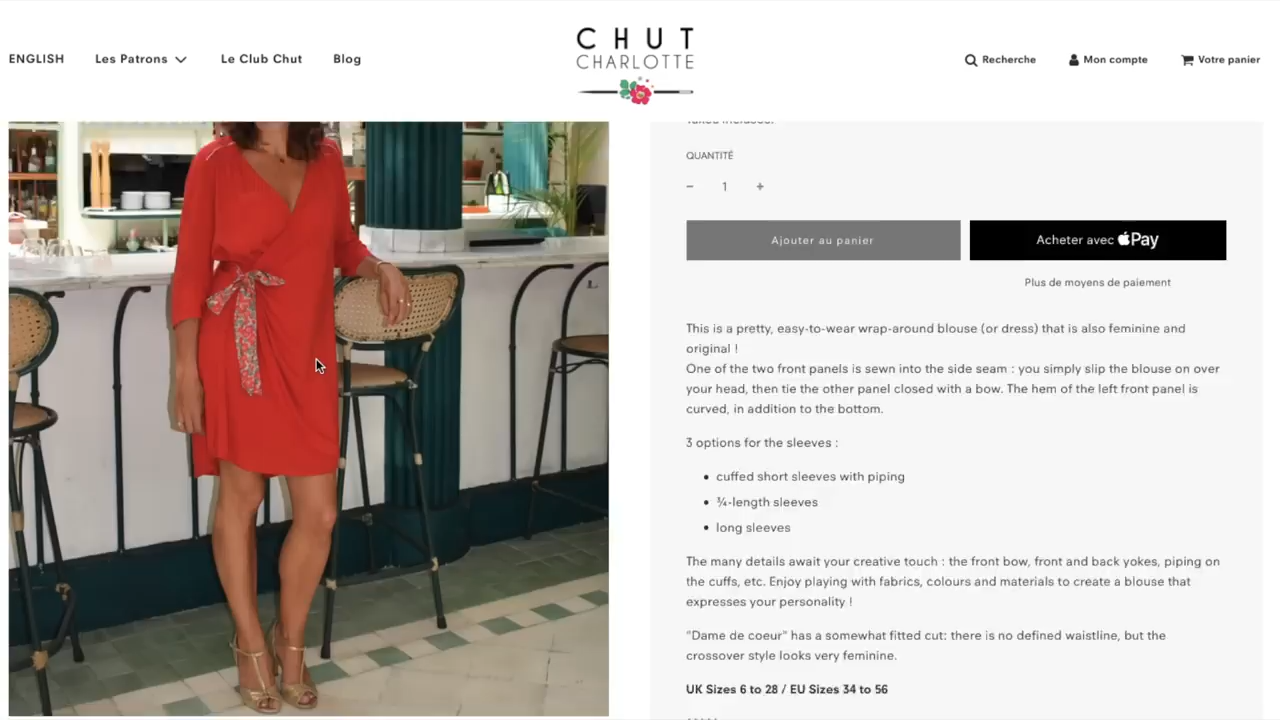 ENGLISH
Les Patrons
Le Club Chut
Blog
CHUT
CHARLOTTE
Recherche
Mon compte
Votre panier
QUANTITÉ
− 1 +
Ajouter au panier
Acheter avec Pay
Plus de moyens de paiement
This is a pretty, easy-to-wear wrap-around blouse (or dress) that is also feminine and
original !
One of the two front panels is sewn into the side seam : you simply slip the blouse on over
your head, then tie the other panel closed with a bow. The hem of the left front panel is
curved, in addition to the bottom.
3 options for the sleeves :
• cuffed short sleeves with piping
• ¾-length sleeves
• long sleeves
The many details await your creative touch : the front bow, front and back yokes, piping on
the cuffs, etc. Enjoy playing with fabrics, colours and materials to create a blouse that
expresses your personality !
“Dame de coeur” has a somewhat fitted cut: there is no defined waistline, but the
crossover style looks very feminine.
UK Sizes 6 to 28 / EU Sizes 34 to 56